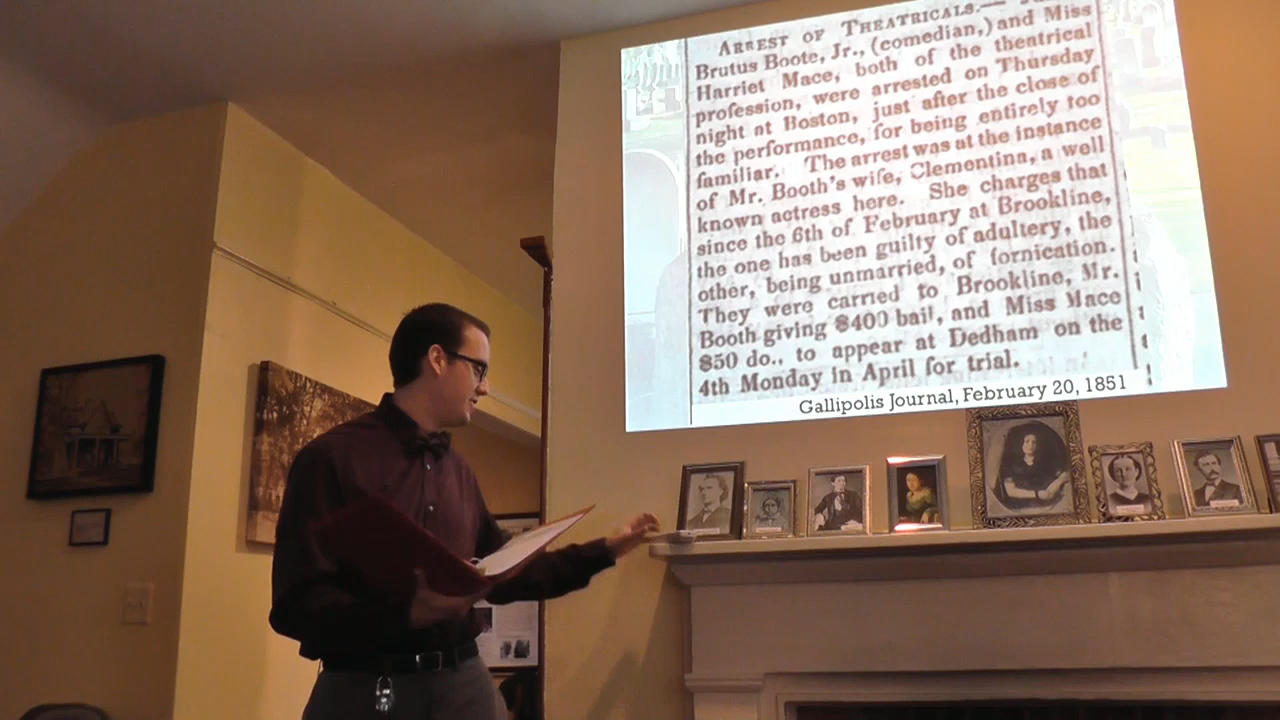 ARREST OF THEATRICALS.—
Brutus Boote, Jr., (comedian,) and Miss
Harriet Mace, both of the theatrical
profession, were arrested on Thursday
night at Boston, just after the close of
the performance, for being entirely too
familiar. The arrest was at the instance
of Mr. Booth's wife, Clementina, a well
known actress here. She charges that
since the 6th of February at Brookline,
the one has been guilty of adultery, the
other, being unmarried, of fornication.
They were carried to Brookline, Mr.
Booth giving $400 bail, and Miss Mace
$50 do., to appear at Dedham on the
4th Monday in April for trial.
Gallipolis Journal, February 20, 1851